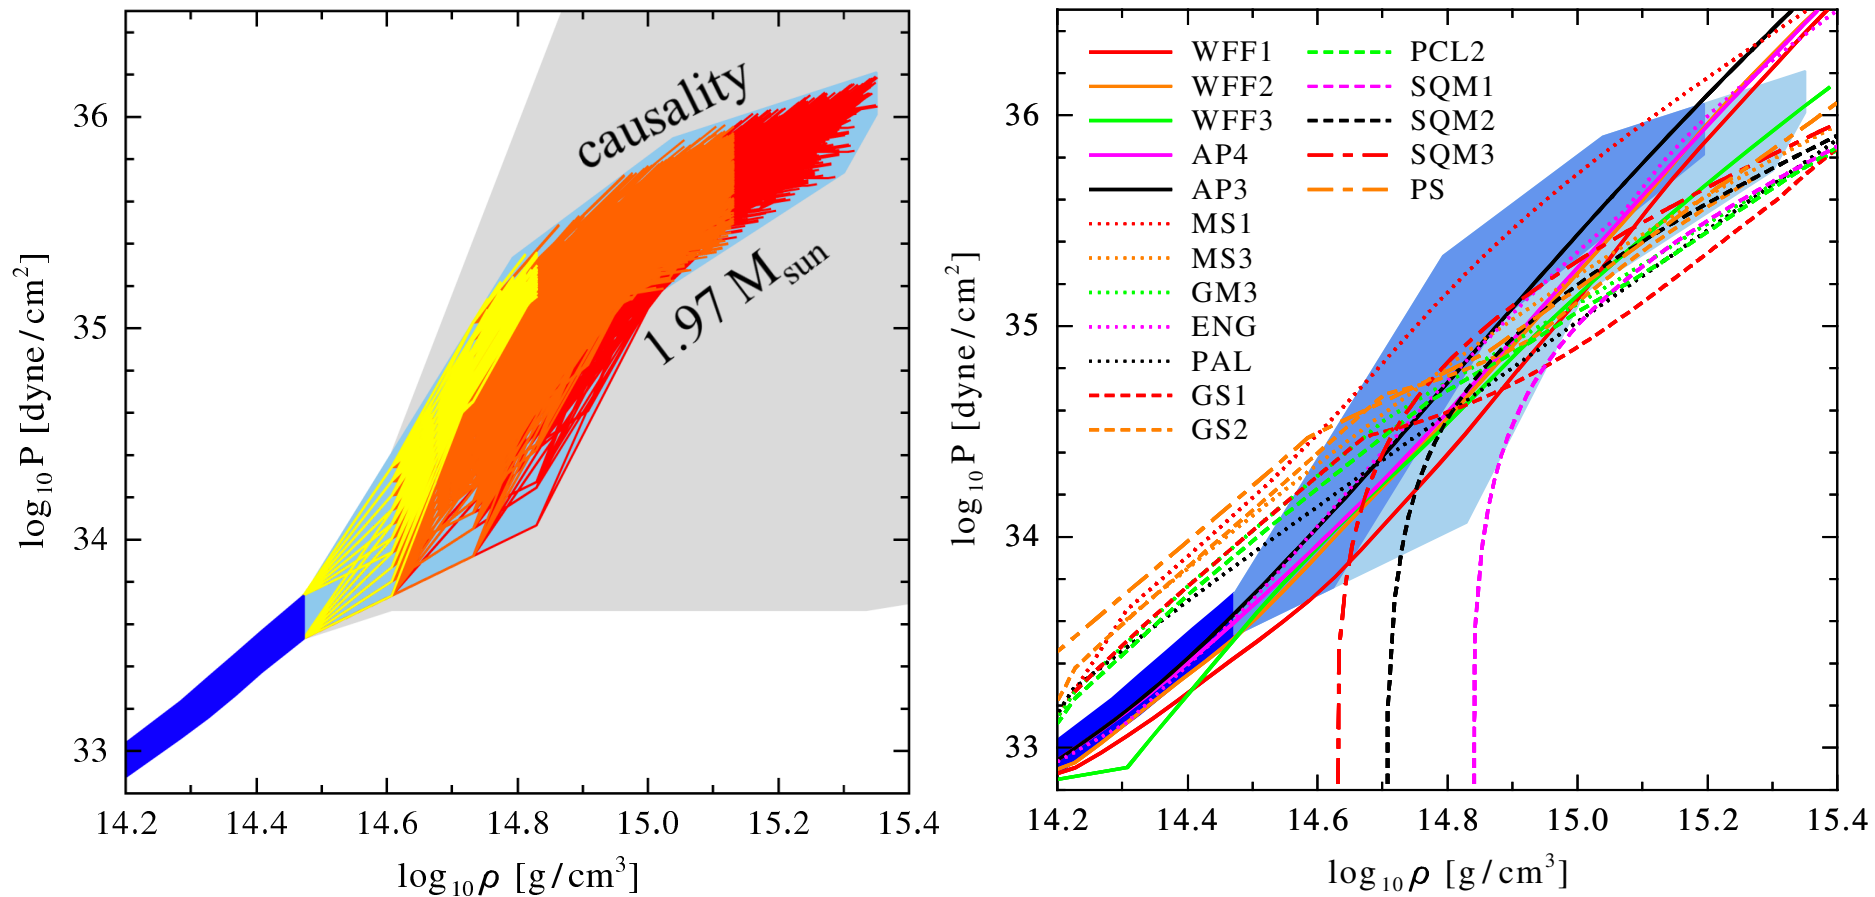 log₁₀P [dyne/cm²]
36
35
34
33
causality
1.97 Mₛᵤₙ
14.2 14.4 14.6 14.8 15.0 15.2 15.4
log₁₀ρ [g/cm³]
log₁₀P [dyne/cm²]
36
35
34
33
WFF1
WFF2
WFF3
AP4
AP3
MS1
MS3
GM3
ENG
PAL
GS1
GS2
PCL2
SQM1
SQM2
SQM3
PS
14.2 14.4 14.6 14.8 15.0 15.2 15.4
log₁₀ρ [g/cm³]